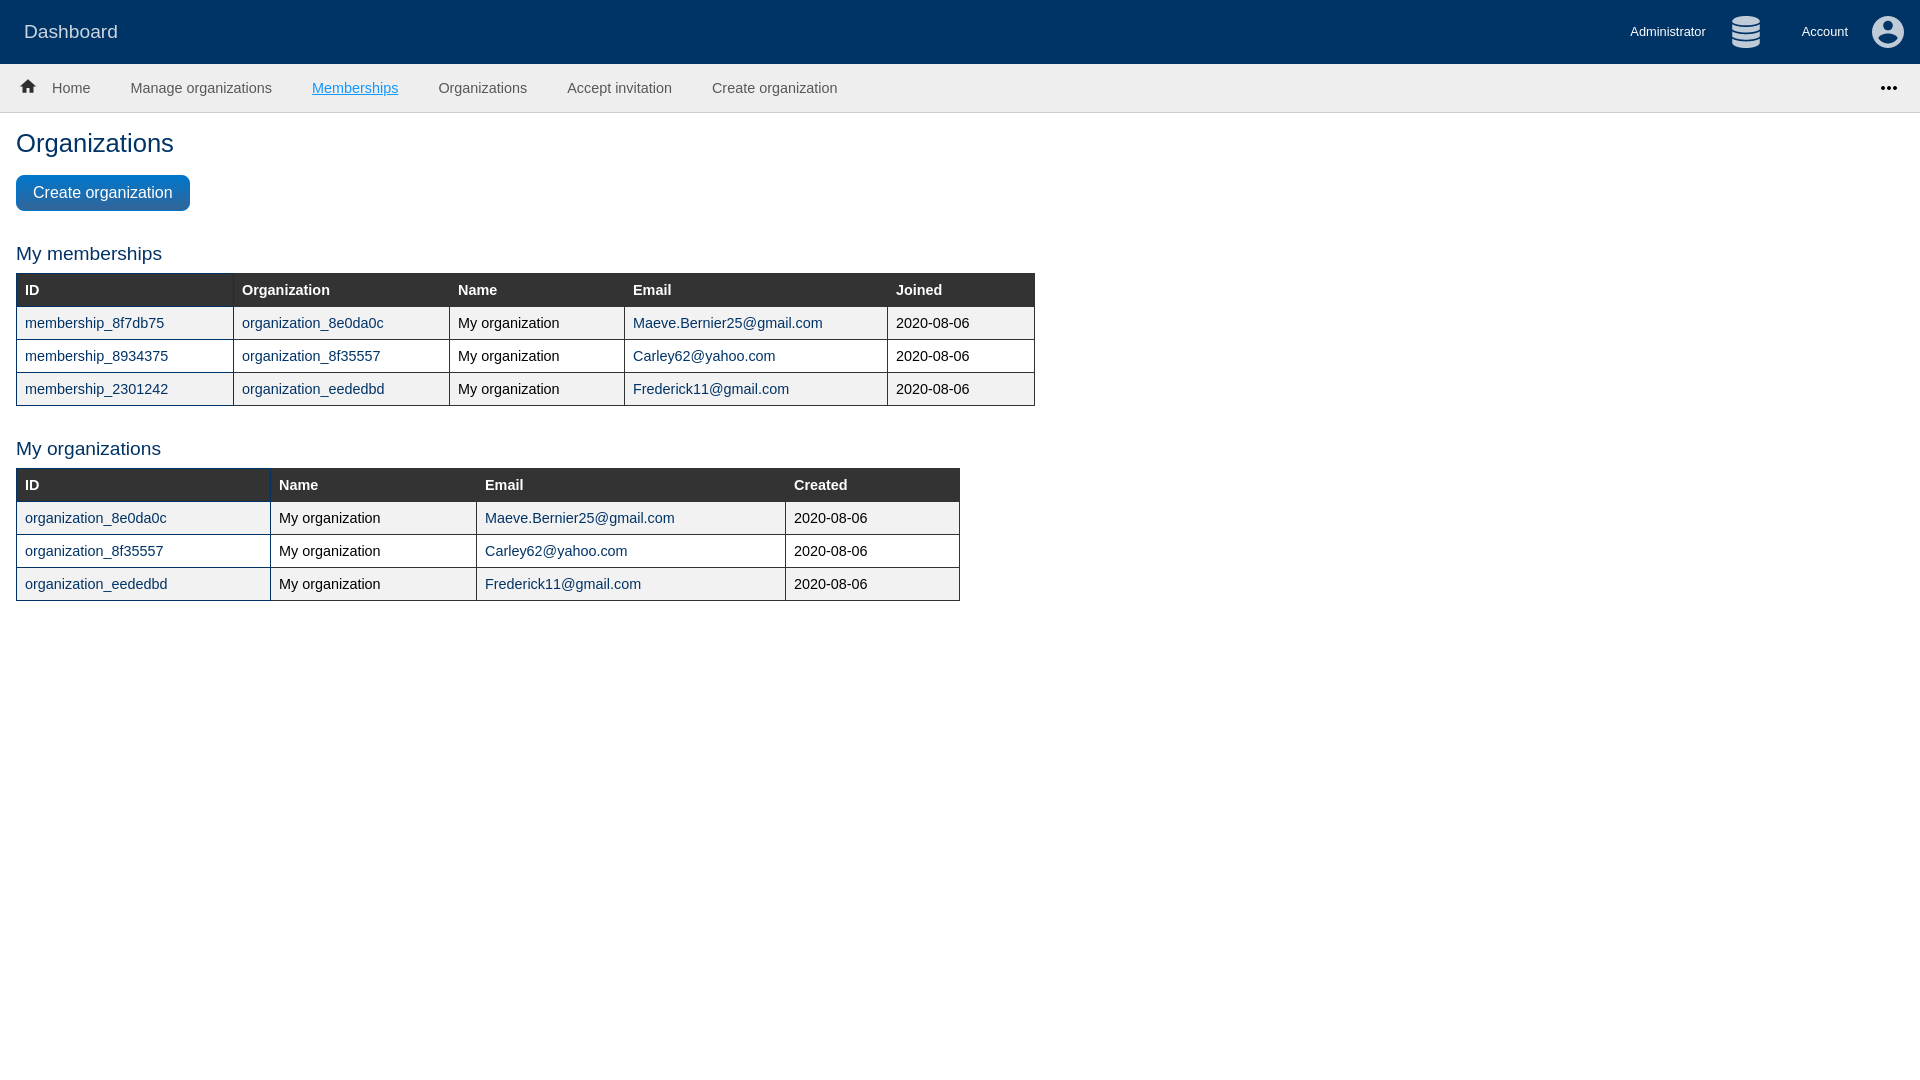 Dashboard
Administrator
Account
Home Manage organizations Memberships Organizations Accept invitation Create organization
Organizations
Create organization
My memberships
ID Organization Name Email Joined
membership_8f7db75 organization_8e0da0c My organization Maeve.Bernier25@gmail.com 2020-08-06
membership_8934375 organization_8f35557 My organization Carley62@yahoo.com 2020-08-06
membership_2301242 organization_eededbd My organization Frederick11@gmail.com 2020-08-06
My organizations
ID Name Email Created
organization_8e0da0c My organization Maeve.Bernier25@gmail.com 2020-08-06
organization_8f35557 My organization Carley62@yahoo.com 2020-08-06
organization_eededbd My organization Frederick11@gmail.com 2020-08-06